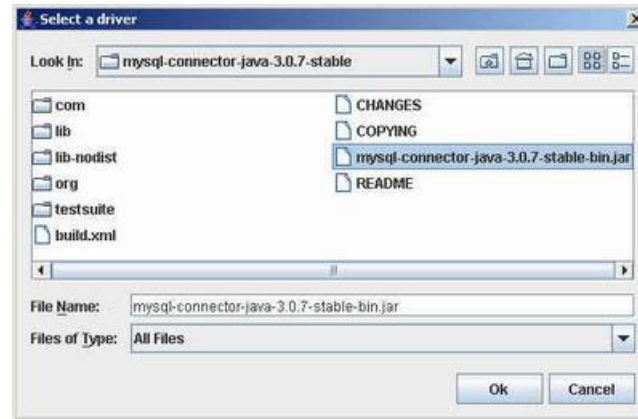 Select a driver
Look In: mysql-connector-java-3.0.7-stable
com
lib
lib-nodist
org
testsuite
build.xml
CHANGES
COPYING
mysql-connector-java-3.0.7-stable-bin.jar
README
File Name: mysql-connector-java-3.0.7-stable-bin.jar
Files of Type: All Files
Ok Cancel